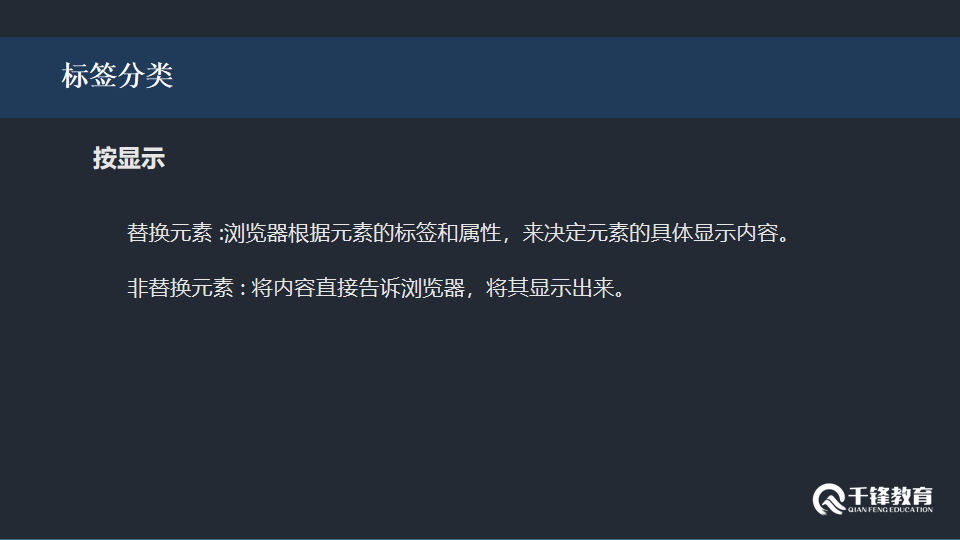 标签分类
按显示
替换元素 :浏览器根据元素的标签和属性，来决定元素的具体显示内容。
非替换元素 : 将内容直接告诉浏览器，将其显示出来。
千锋教育
QIAN FENG EDUCATION